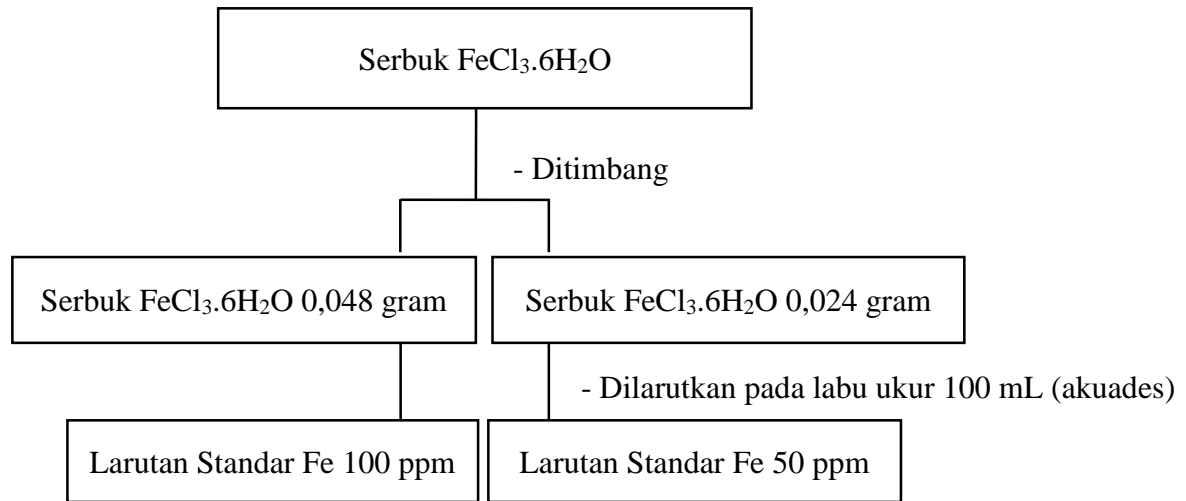 Serbuk FeCl₃.6H₂O
- Ditimbang
Serbuk FeCl₃.6H₂O 0,048 gram
Serbuk FeCl₃.6H₂O 0,024 gram
- Dilarutkan pada labu ukur 100 mL (akuades)
Larutan Standar Fe 100 ppm
Larutan Standar Fe 50 ppm